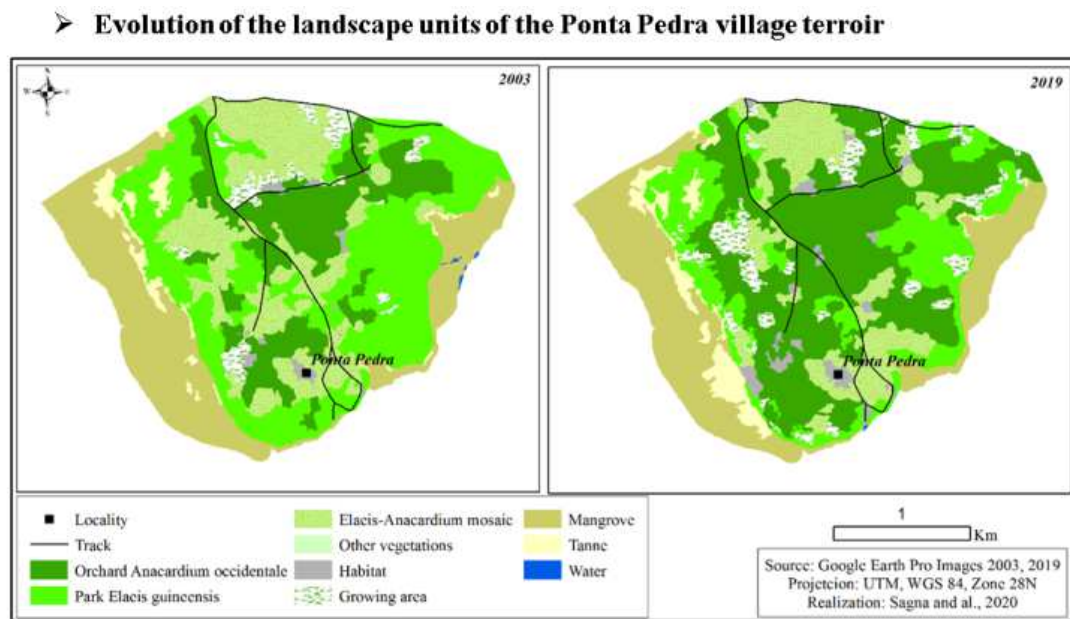 ➢ Evolution of the landscape units of the Ponta Pedra village terroir
2003
2019
Ponta Pedra
Ponta Pedra
Locality
Track
Orchard Anacardium occidentale
Park Elaeis guineensis
Elaeis-Anacardium mosaic
Other vegetations
Habitat
Growing area
Mangrove
Tanne
Water
1
Km
Source: Google Earth Pro Images 2003, 2019
Projetcion: UTM, WGS 84, Zone 28N
Realization: Sagna and al., 2020